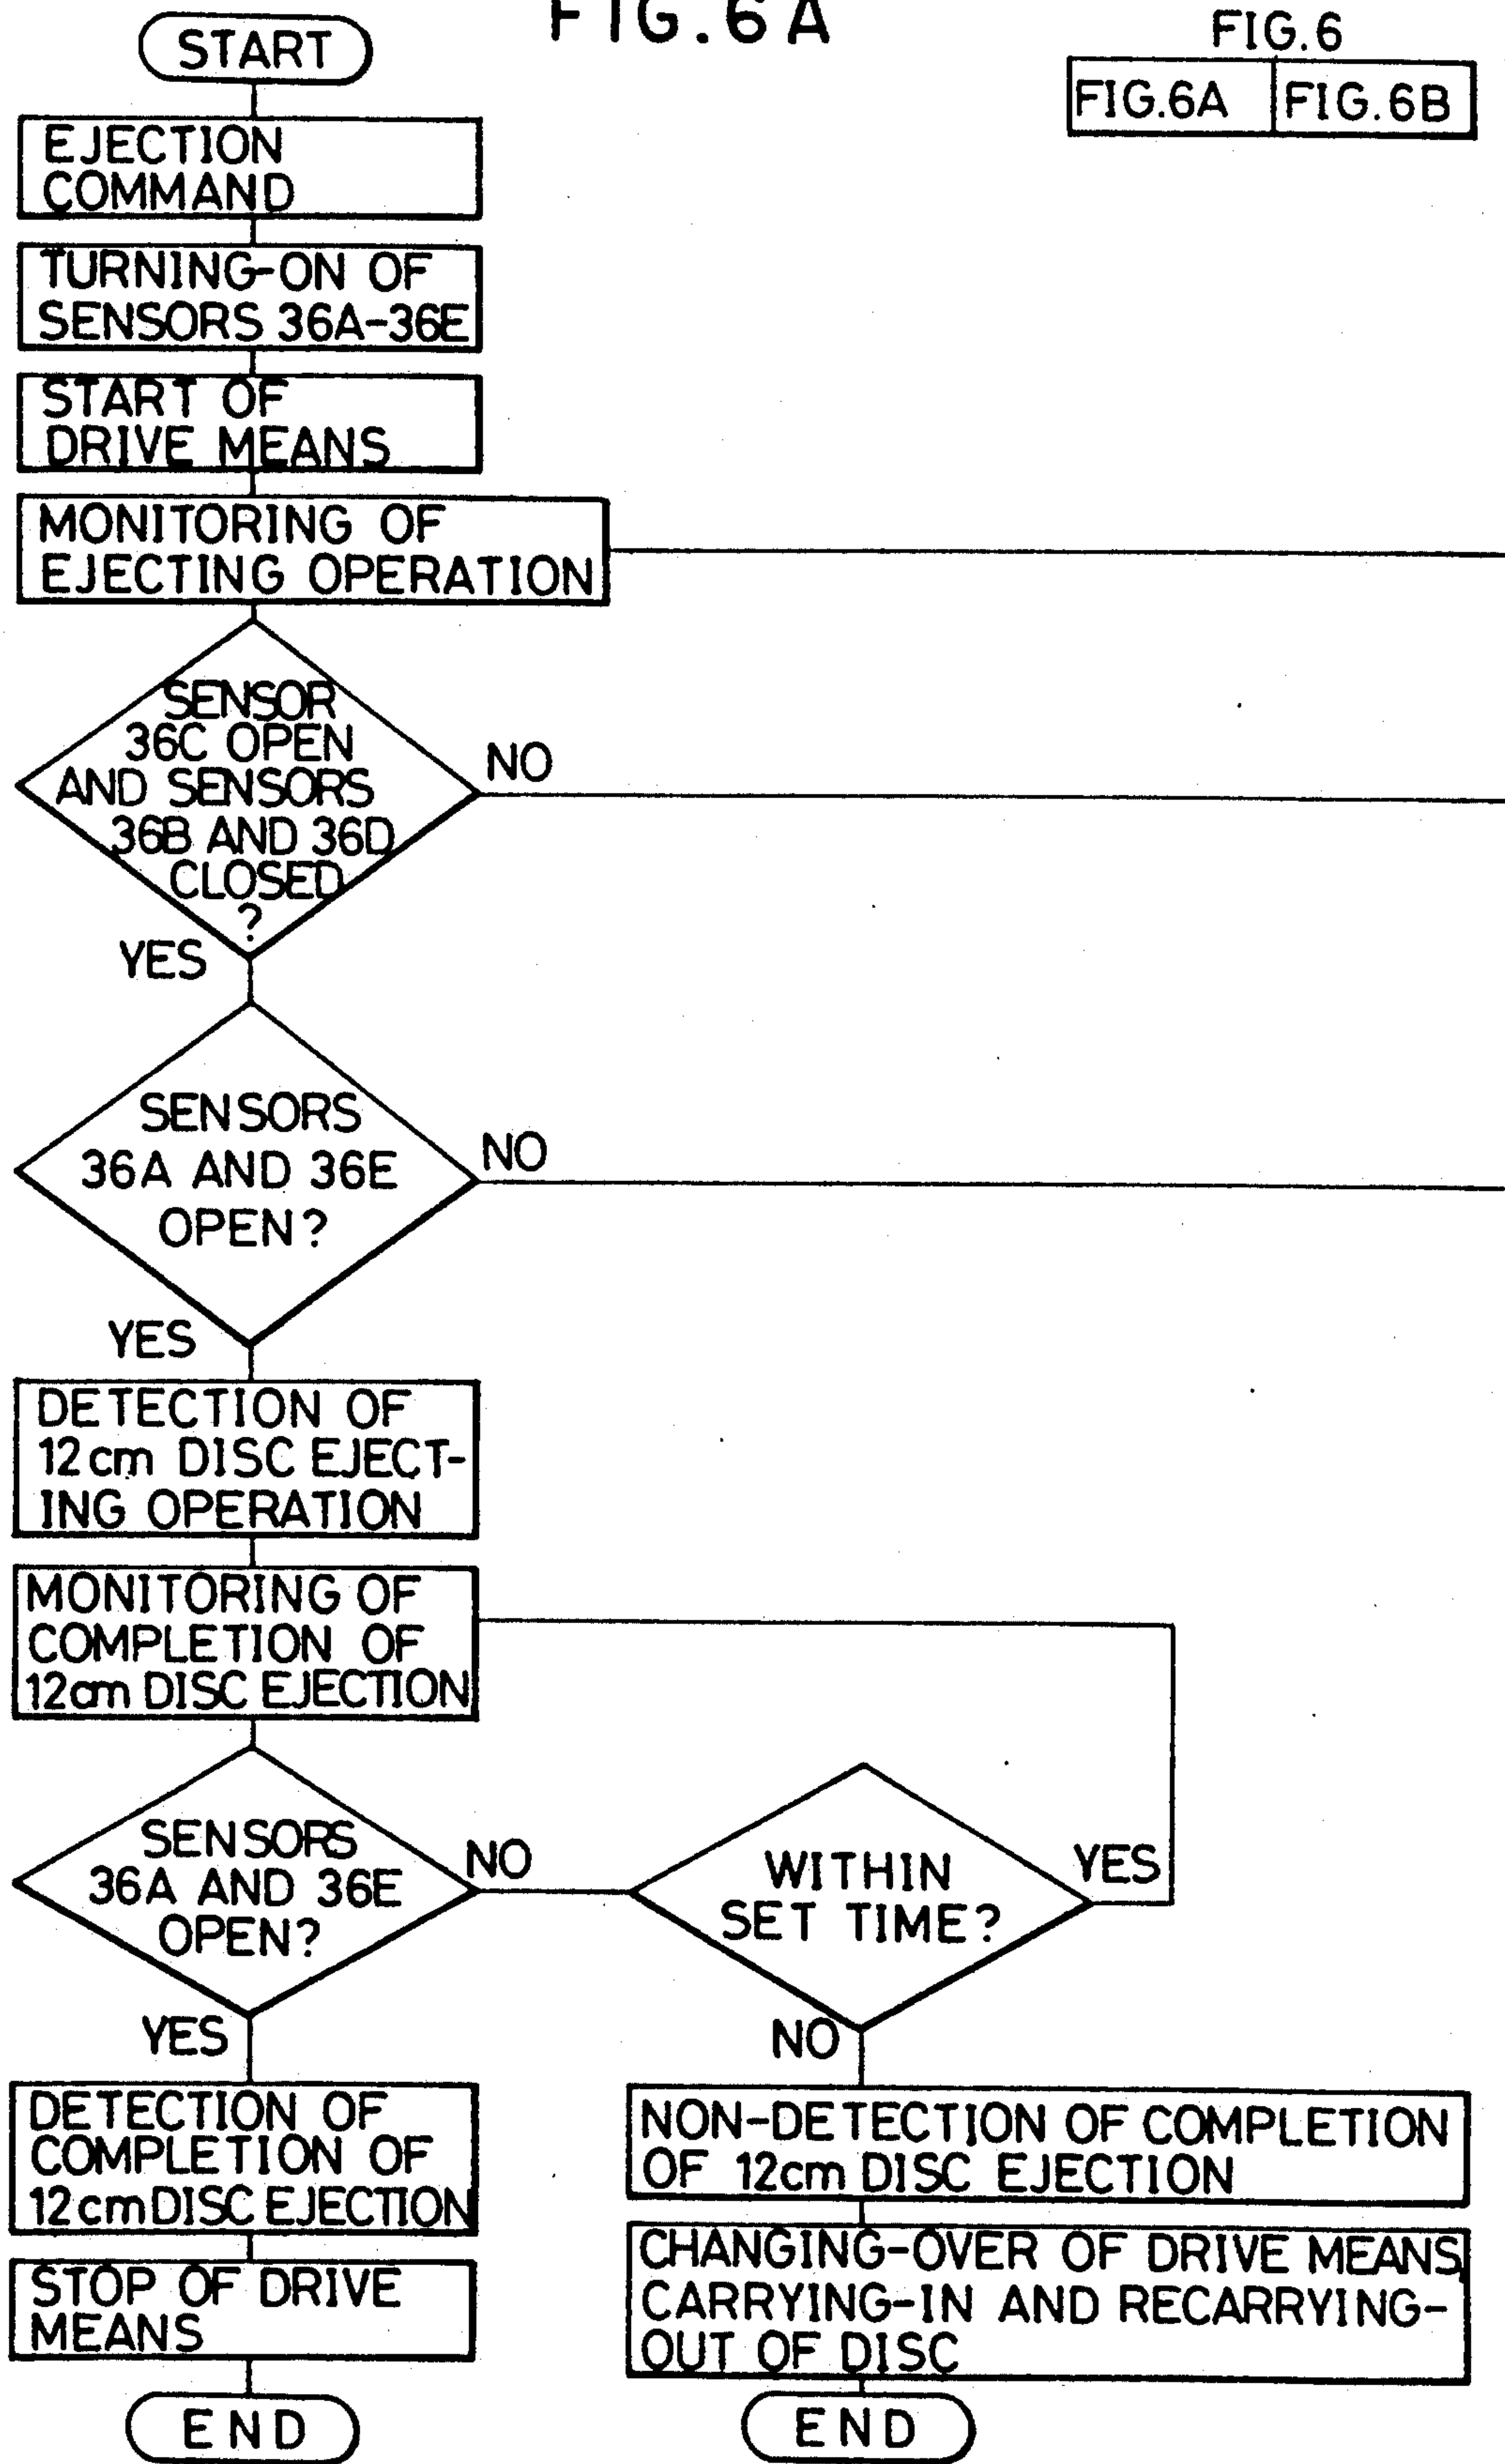 FIG.6A
FIG.6
FIG.6A FIG.6B
START
EJECTION
COMMAND
TURNING-ON OF
SENSORS 36A-36E
START OF
DRIVE MEANS
MONITORING OF
EJECTING OPERATION
SENSOR
36C OPEN
AND SENSORS
36B AND 36D
CLOSED
?
NO
YES
SENSORS
36A AND 36E
OPEN?
NO
YES
DETECTION OF
12cm DISC EJECT-
ING OPERATION
MONITORING OF
COMPLETION OF
12cm DISC EJECTION
SENSORS
36A AND 36E
OPEN?
NO
YES
WITHIN
SET TIME?
YES
NO
DETECTION OF
COMPLETION OF
12cm DISC EJECTION
STOP OF DRIVE
MEANS
END
NON-DETECTION OF COMPLETION
OF 12cm DISC EJECTION
CHANGING-OVER OF DRIVE MEANS,
CARRYING-IN AND RECARRYING-
OUT OF DISC
END